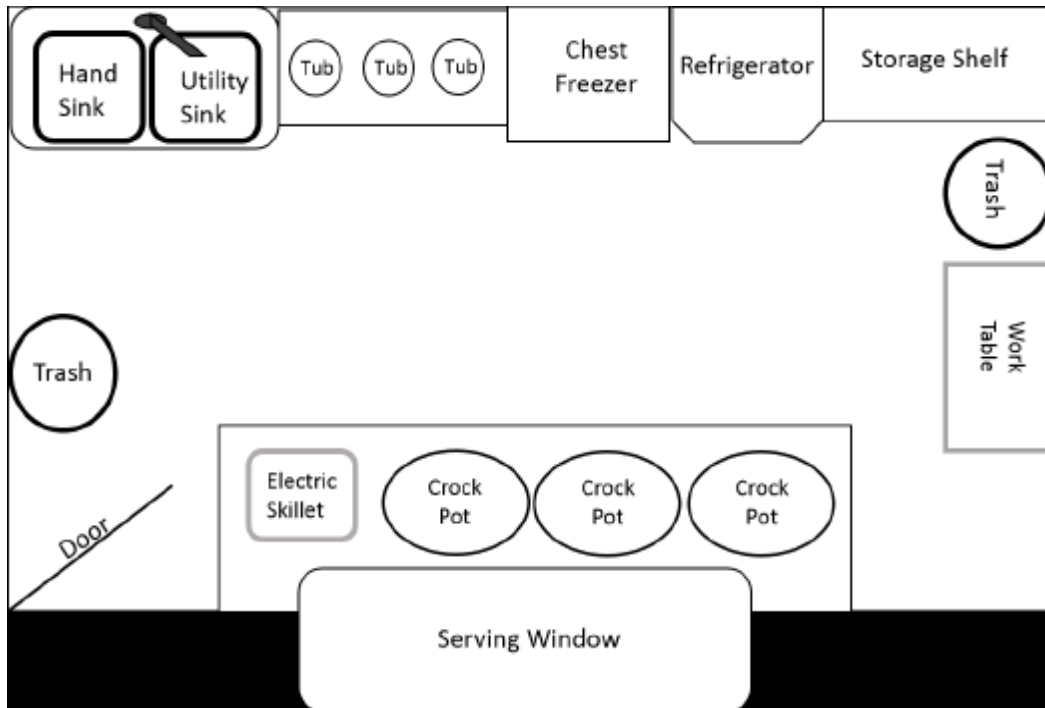 Hand
Sink
Utility
Sink
Tub
Tub
Tub
Chest
Freezer
Refrigerator
Storage Shelf
Trash
Work
Table
Trash
Door
Electric
Skillet
Crock
Pot
Crock
Pot
Crock
Pot
Serving Window